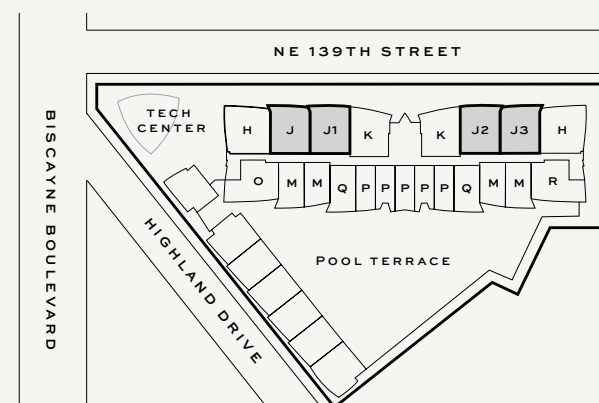 NE 139TH STREET
BISCAYNE BOULEVARD
TECH
CENTER
H J J1 K K J2 J3 H
O M M Q P P P P P Q M M R
HIGHLAND DRIVE
POOL TERRACE